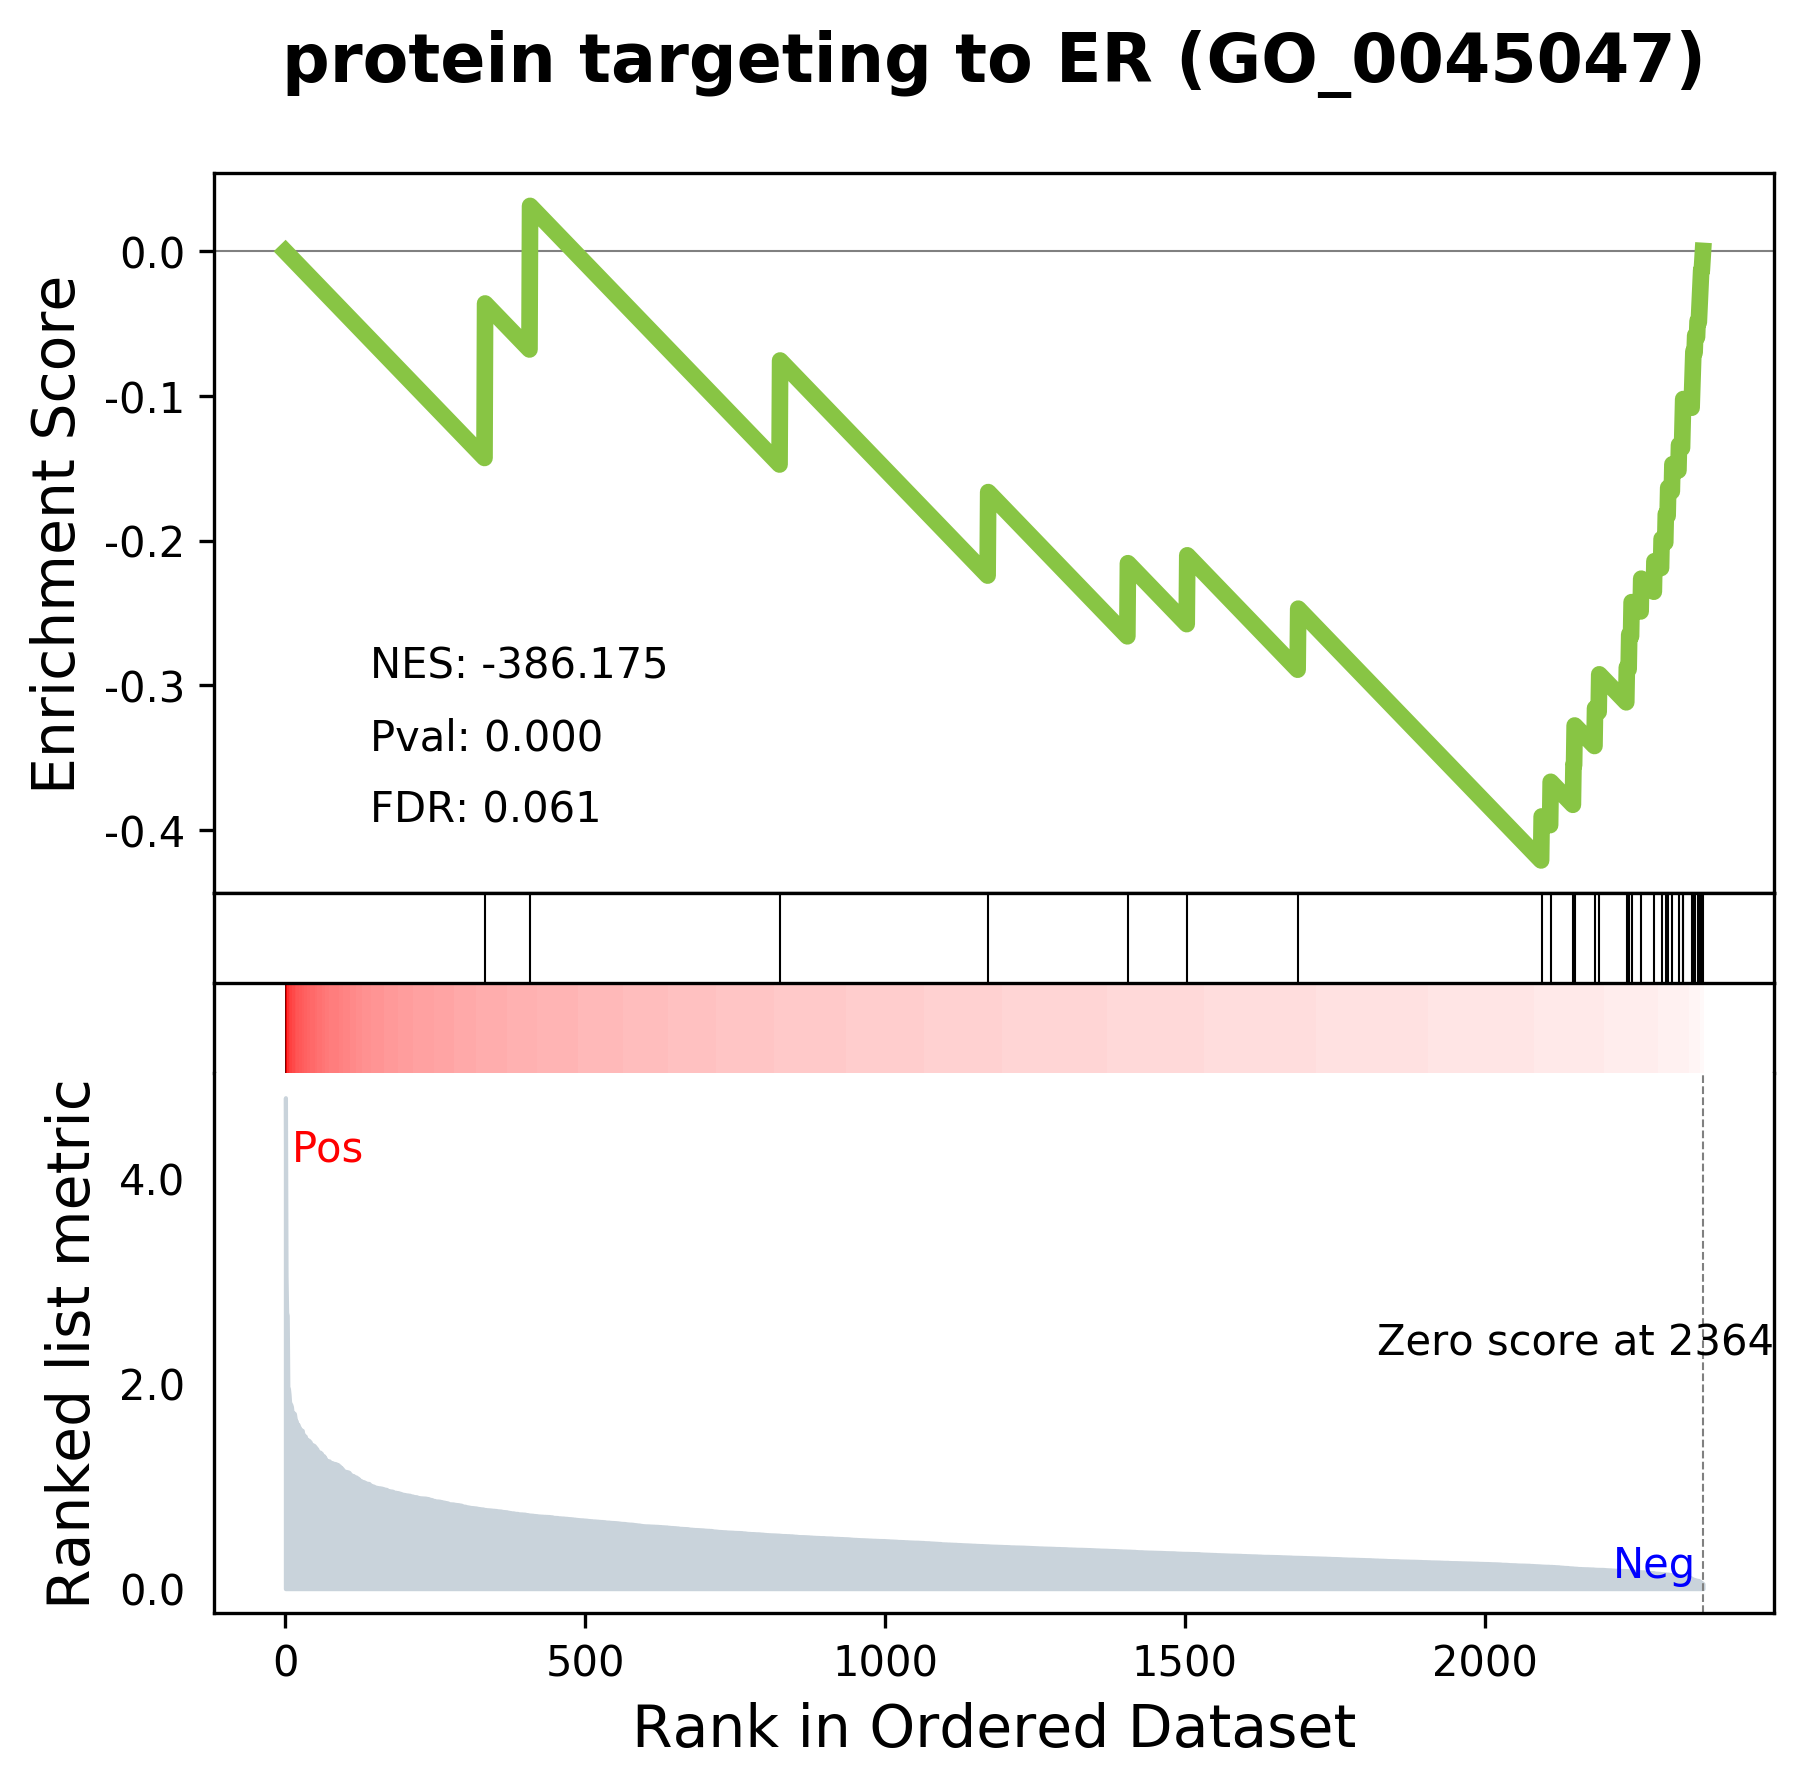 protein targeting to ER (GO_0045047)
Enrichment Score
0.0
-0.1
-0.2
-0.3
-0.4
NES: -386.175
Pval: 0.000
FDR: 0.061
Ranked list metric
Pos
4.0
Zero score at 2364
2.0
Neg
0.0
0 500 1000 1500 2000
Rank in Ordered Dataset